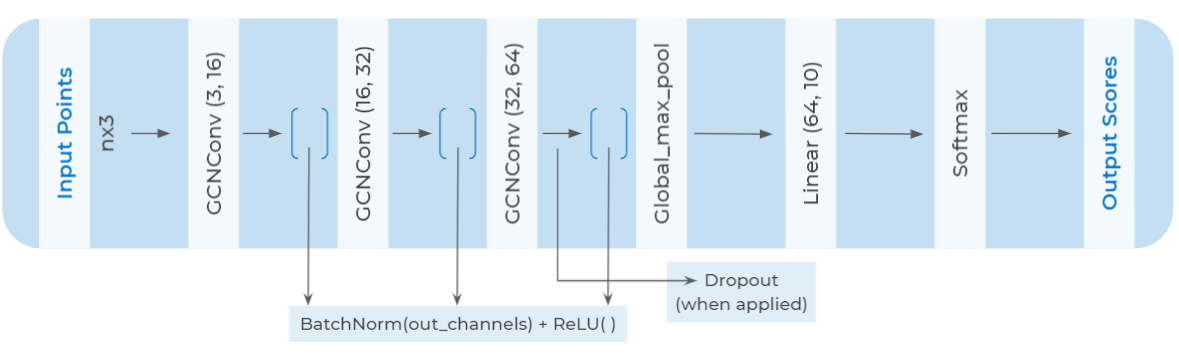 Input Points
nx3
GCNConv (3, 16)
GCNConv (16, 32)
GCNConv (32, 64)
Global_max_pool
Linear (64, 10)
Softmax
Output Scores
Dropout
(when applied)
BatchNorm(out_channels) + ReLU( )